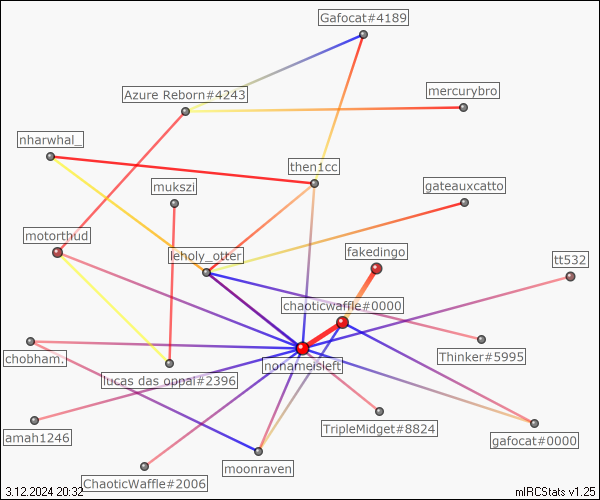 Gafocat#4189
Azure Reborn#4243
mercurybro
nharwhal_
then1cc
mukszi
gateauxcatto
motorthud
leholy_otter
fakedingo
tt532
chaoticwaffle#0000
chobham1
nonameisleft
Thinker#5995
lucas das oppai#2396
amah1246
TripleMidget#8824
gafocat#0000
moonraven
ChaoticWaffle#2006
3.12.2024 20:32
mIRCStats v1.25